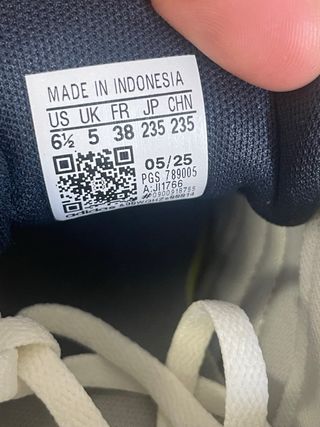 MADE IN INDONESIA
US UK FR JP CHN
6½ 5 38 235 235
05/25
PGS 789005
A:JI1766
adidas